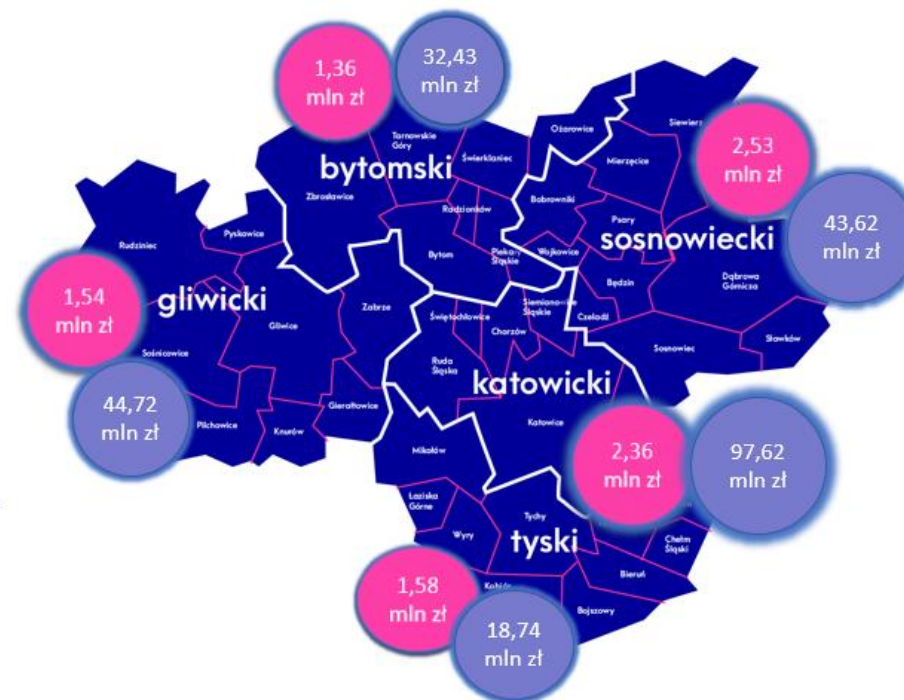 1,36
mln zł
32,43
mln zł
Siewierz
Ożarowice
Tarnowskie
Góry
Świerklaniec
Mierzęcice
2,53
mln zł
bytomski
Zbrosławice
Bobrowniki
Radzionków
Psary
Pyskowice
Rudziniec
Bytom
Piekary
Śląskie
Wojkowice
sosnowiecki
43,62
mln zł
Będzin
Dąbrowa
Górnicza
1,54
mln zł
gliwicki
Zabrze
Gliwice
Świętochłowice
Siemianowice
Śląskie
Chorzów
Czeladź
Sławków
Sośnicowice
Sosnowiec
Ruda
Śląska
katowicki
44,72
mln zł
Pilchowice
Knurów
Gierałtowice
Katowice
Mikołów
2,36
mln zł
97,62
mln zł
Łaziska
Górne
Tychy
Wyry
tyski
Chełm
Śląski
Bieruń
1,58
mln zł
Kobiór
Bojszowy
18,74
mln zł